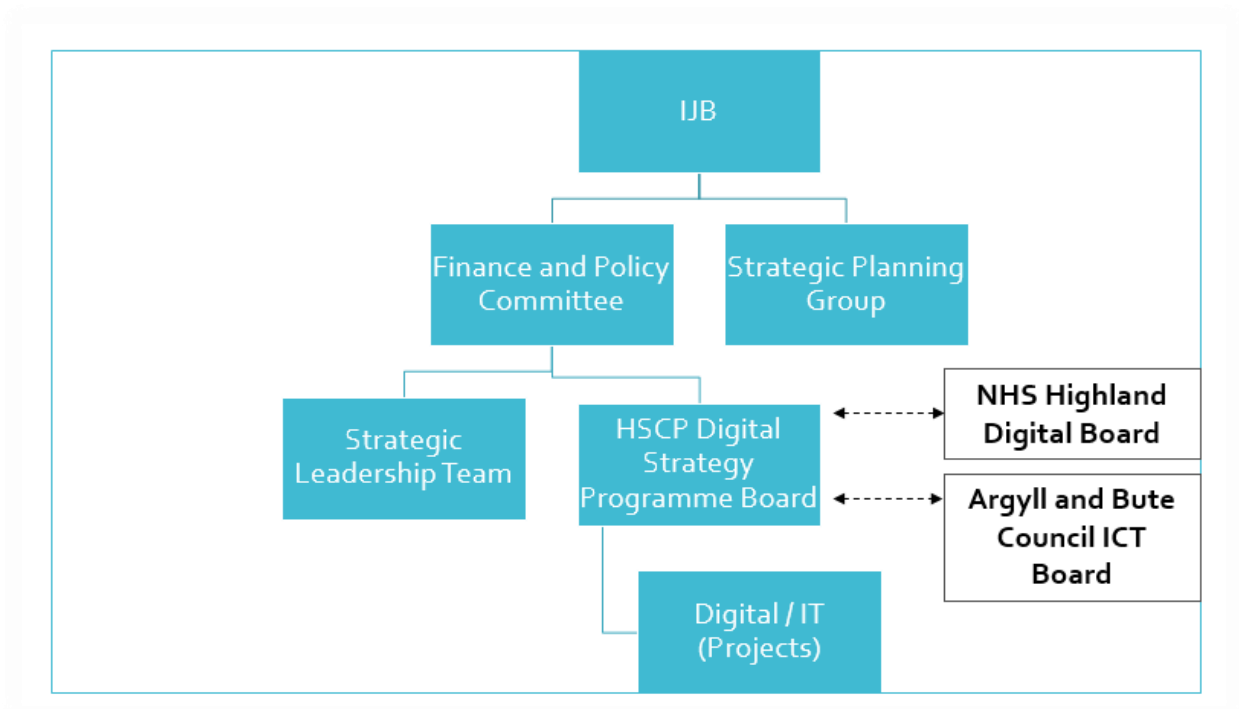 IJB
Finance and Policy
Committee
Strategic Planning
Group
Strategic
Leadership Team
HSCP Digital
Strategy
Programme Board
NHS Highland
Digital Board
Argyll and Bute
Council ICT
Board
Digital / IT
(Projects)